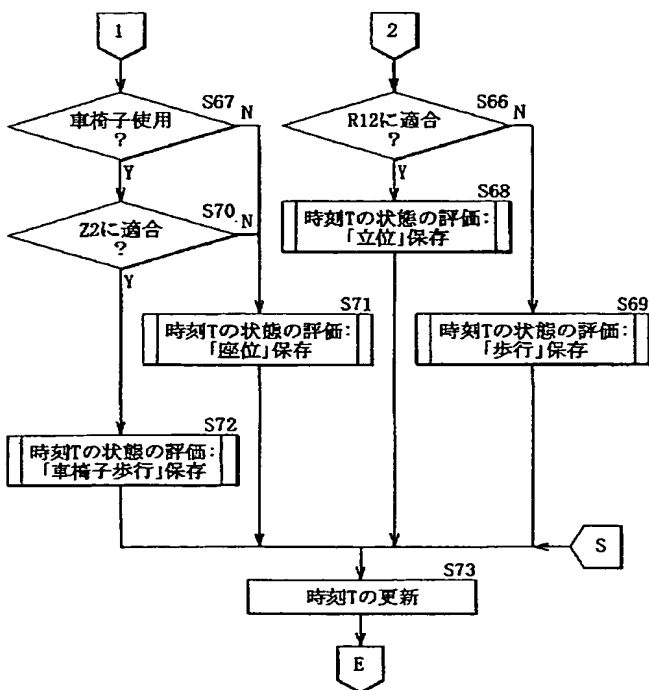 1
2
S67
車椅子使用
?
N
Y
S66
R12に適合
?
N
Y
S70
Z2に適合
?
N
Y
S68
時刻Tの状態の評価:
「立位」保存
S71
時刻Tの状態の評価:
「座位」保存
S69
時刻Tの状態の評価:
「歩行」保存
S72
時刻Tの状態の評価:
「車椅子歩行」保存
S
S73
時刻Tの更新
E